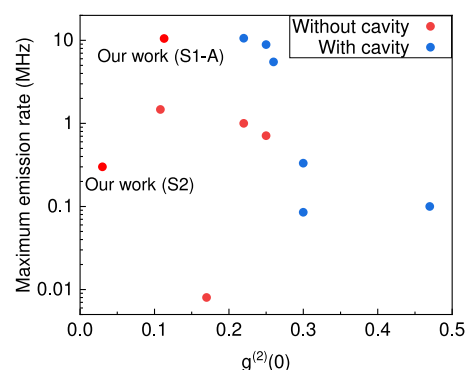 Maximum emission rate (MHz)
10
1
0.1
0.01
Without cavity
With cavity
Our work (S1-A)
Our work (S2)
0.0 0.1 0.2 0.3 0.4 0.5
g⁽²⁾(0)